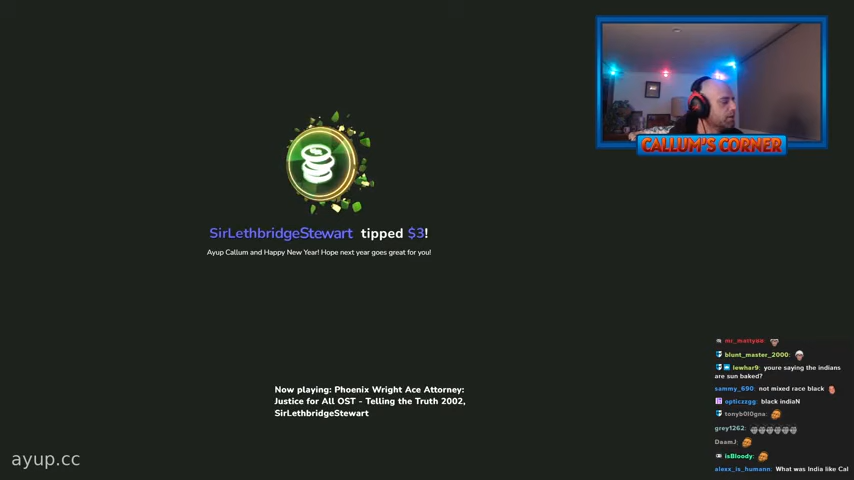 CALLUM'S CORNER
SirLethbridgeStewart tipped $3!
Ayup Callum and Happy New Year! Hope next year goes great for you!
Now playing: Phoenix Wright Ace Attorney:
Justice for All OST - Telling the Truth 2002,
SirLethbridgeStewart
mr_matty88:
blunt_master_2000:
lewhar9: youre saying the indians
are sun baked?
sammy_690: not mixed race black
opticzzgg: black indiaN
tonyb0l0gna:
grey1262:
DaamJ:
isBloody:
alexx_is_humann: What was India like Cal
ayup.cc